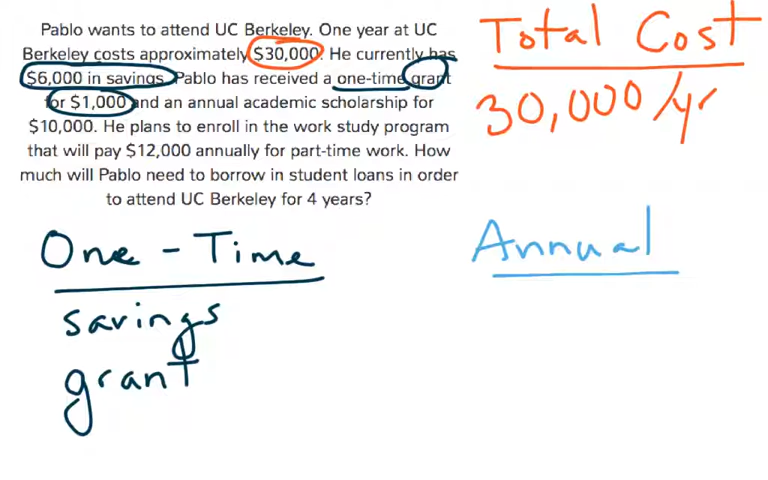 Pablo wants to attend UC Berkeley. One year at UC
Berkeley costs approximately $30,000. He currently has
$6,000 in savings. Pablo has received a one-time grant
for $1,000 and an annual academic scholarship for
$10,000. He plans to enroll in the work study program
that will pay $12,000 annually for part-time work. How
much will Pablo need to borrow in student loans in order
to attend UC Berkeley for 4 years?
Total Cost
30,000/yr
One-Time
savings
grant
Annual